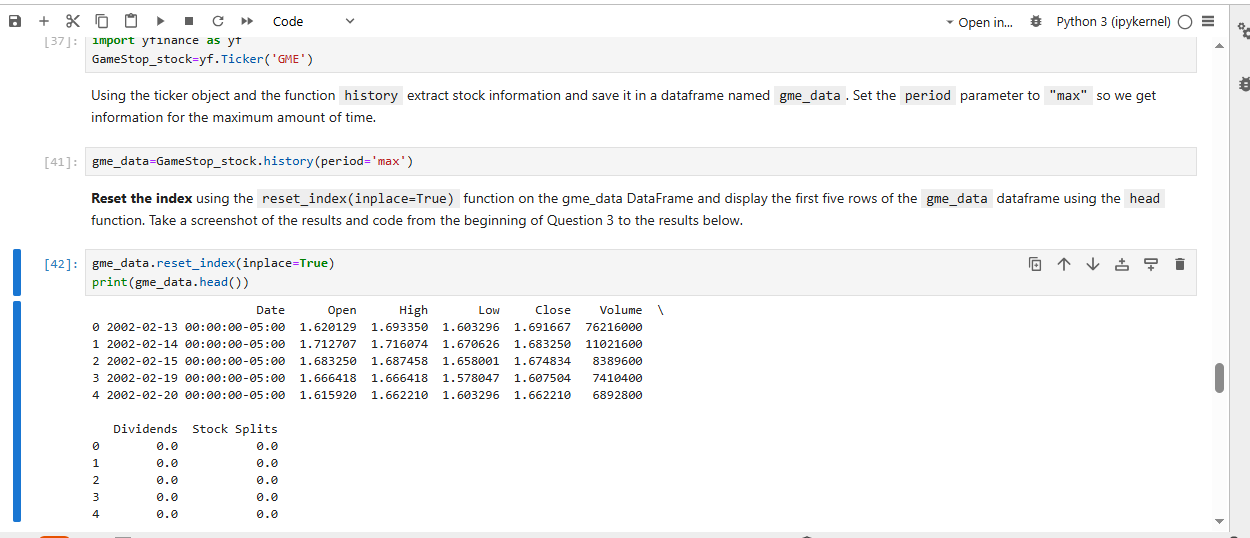 Code Open in... Python 3 (ipykernel)
[37]: import yfinance as yf
GameStop_stock=yf.Ticker('GME')
Using the ticker object and the function history extract stock information and save it in a dataframe named gme_data. Set the period parameter to "max" so we get
information for the maximum amount of time.
[41]: gme_data=GameStop_stock.history(period='max')
Reset the index using the reset_index(inplace=True) function on the gme_data DataFrame and display the first five rows of the gme_data dataframe using the head
function. Take a screenshot of the results and code from the beginning of Question 3 to the results below.
[42]: gme_data.reset_index(inplace=True)
print(gme_data.head())
Date Open High Low Close Volume \
0 2002-02-13 00:00:00-05:00 1.620129 1.693350 1.603296 1.691667 76216000
1 2002-02-14 00:00:00-05:00 1.712707 1.716074 1.670626 1.683250 11021600
2 2002-02-15 00:00:00-05:00 1.683250 1.687458 1.658001 1.674834 8389600
3 2002-02-19 00:00:00-05:00 1.666418 1.666418 1.578047 1.607504 7410400
4 2002-02-20 00:00:00-05:00 1.615920 1.662210 1.603296 1.662210 6892800
Dividends Stock Splits
0 0.0 0.0
1 0.0 0.0
2 0.0 0.0
3 0.0 0.0
4 0.0 0.0